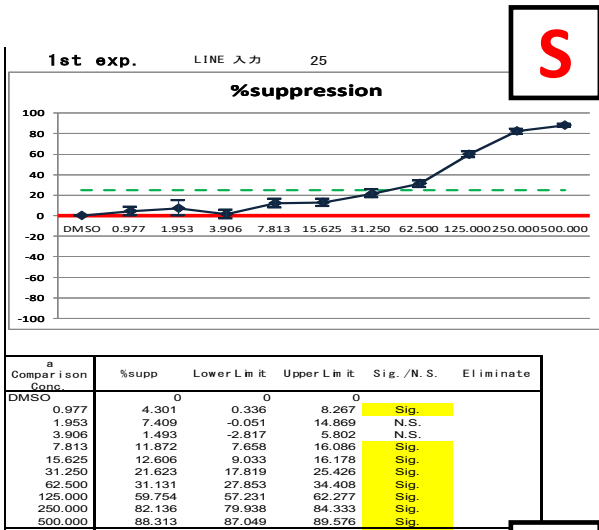 S
1st exp. LINE 入力 25
%suppression
100
80
60
40
20
0
DMSO 0.977 1.953 3.906 7.813 15.625 31.250 62.500 125.000 250.000 500.000
-20
-40
-60
-80
-100
a
Comparison Conc. %supp LowerLimit UpperLimit Sig./N.S. Eliminate
DMSO 0 0 0
0.977 4.301 0.336 8.267 Sig.
1.953 7.409 -0.051 14.869 N.S.
3.906 1.493 -2.817 5.802 N.S.
7.813 11.872 7.658 16.086 Sig.
15.625 12.606 9.033 16.178 Sig.
31.250 21.623 17.819 25.426 Sig.
62.500 31.131 27.853 34.408 Sig.
125.000 59.754 57.231 62.277 Sig.
250.000 82.136 79.938 84.333 Sig.
500.000 88.313 87.049 89.576 Sig.